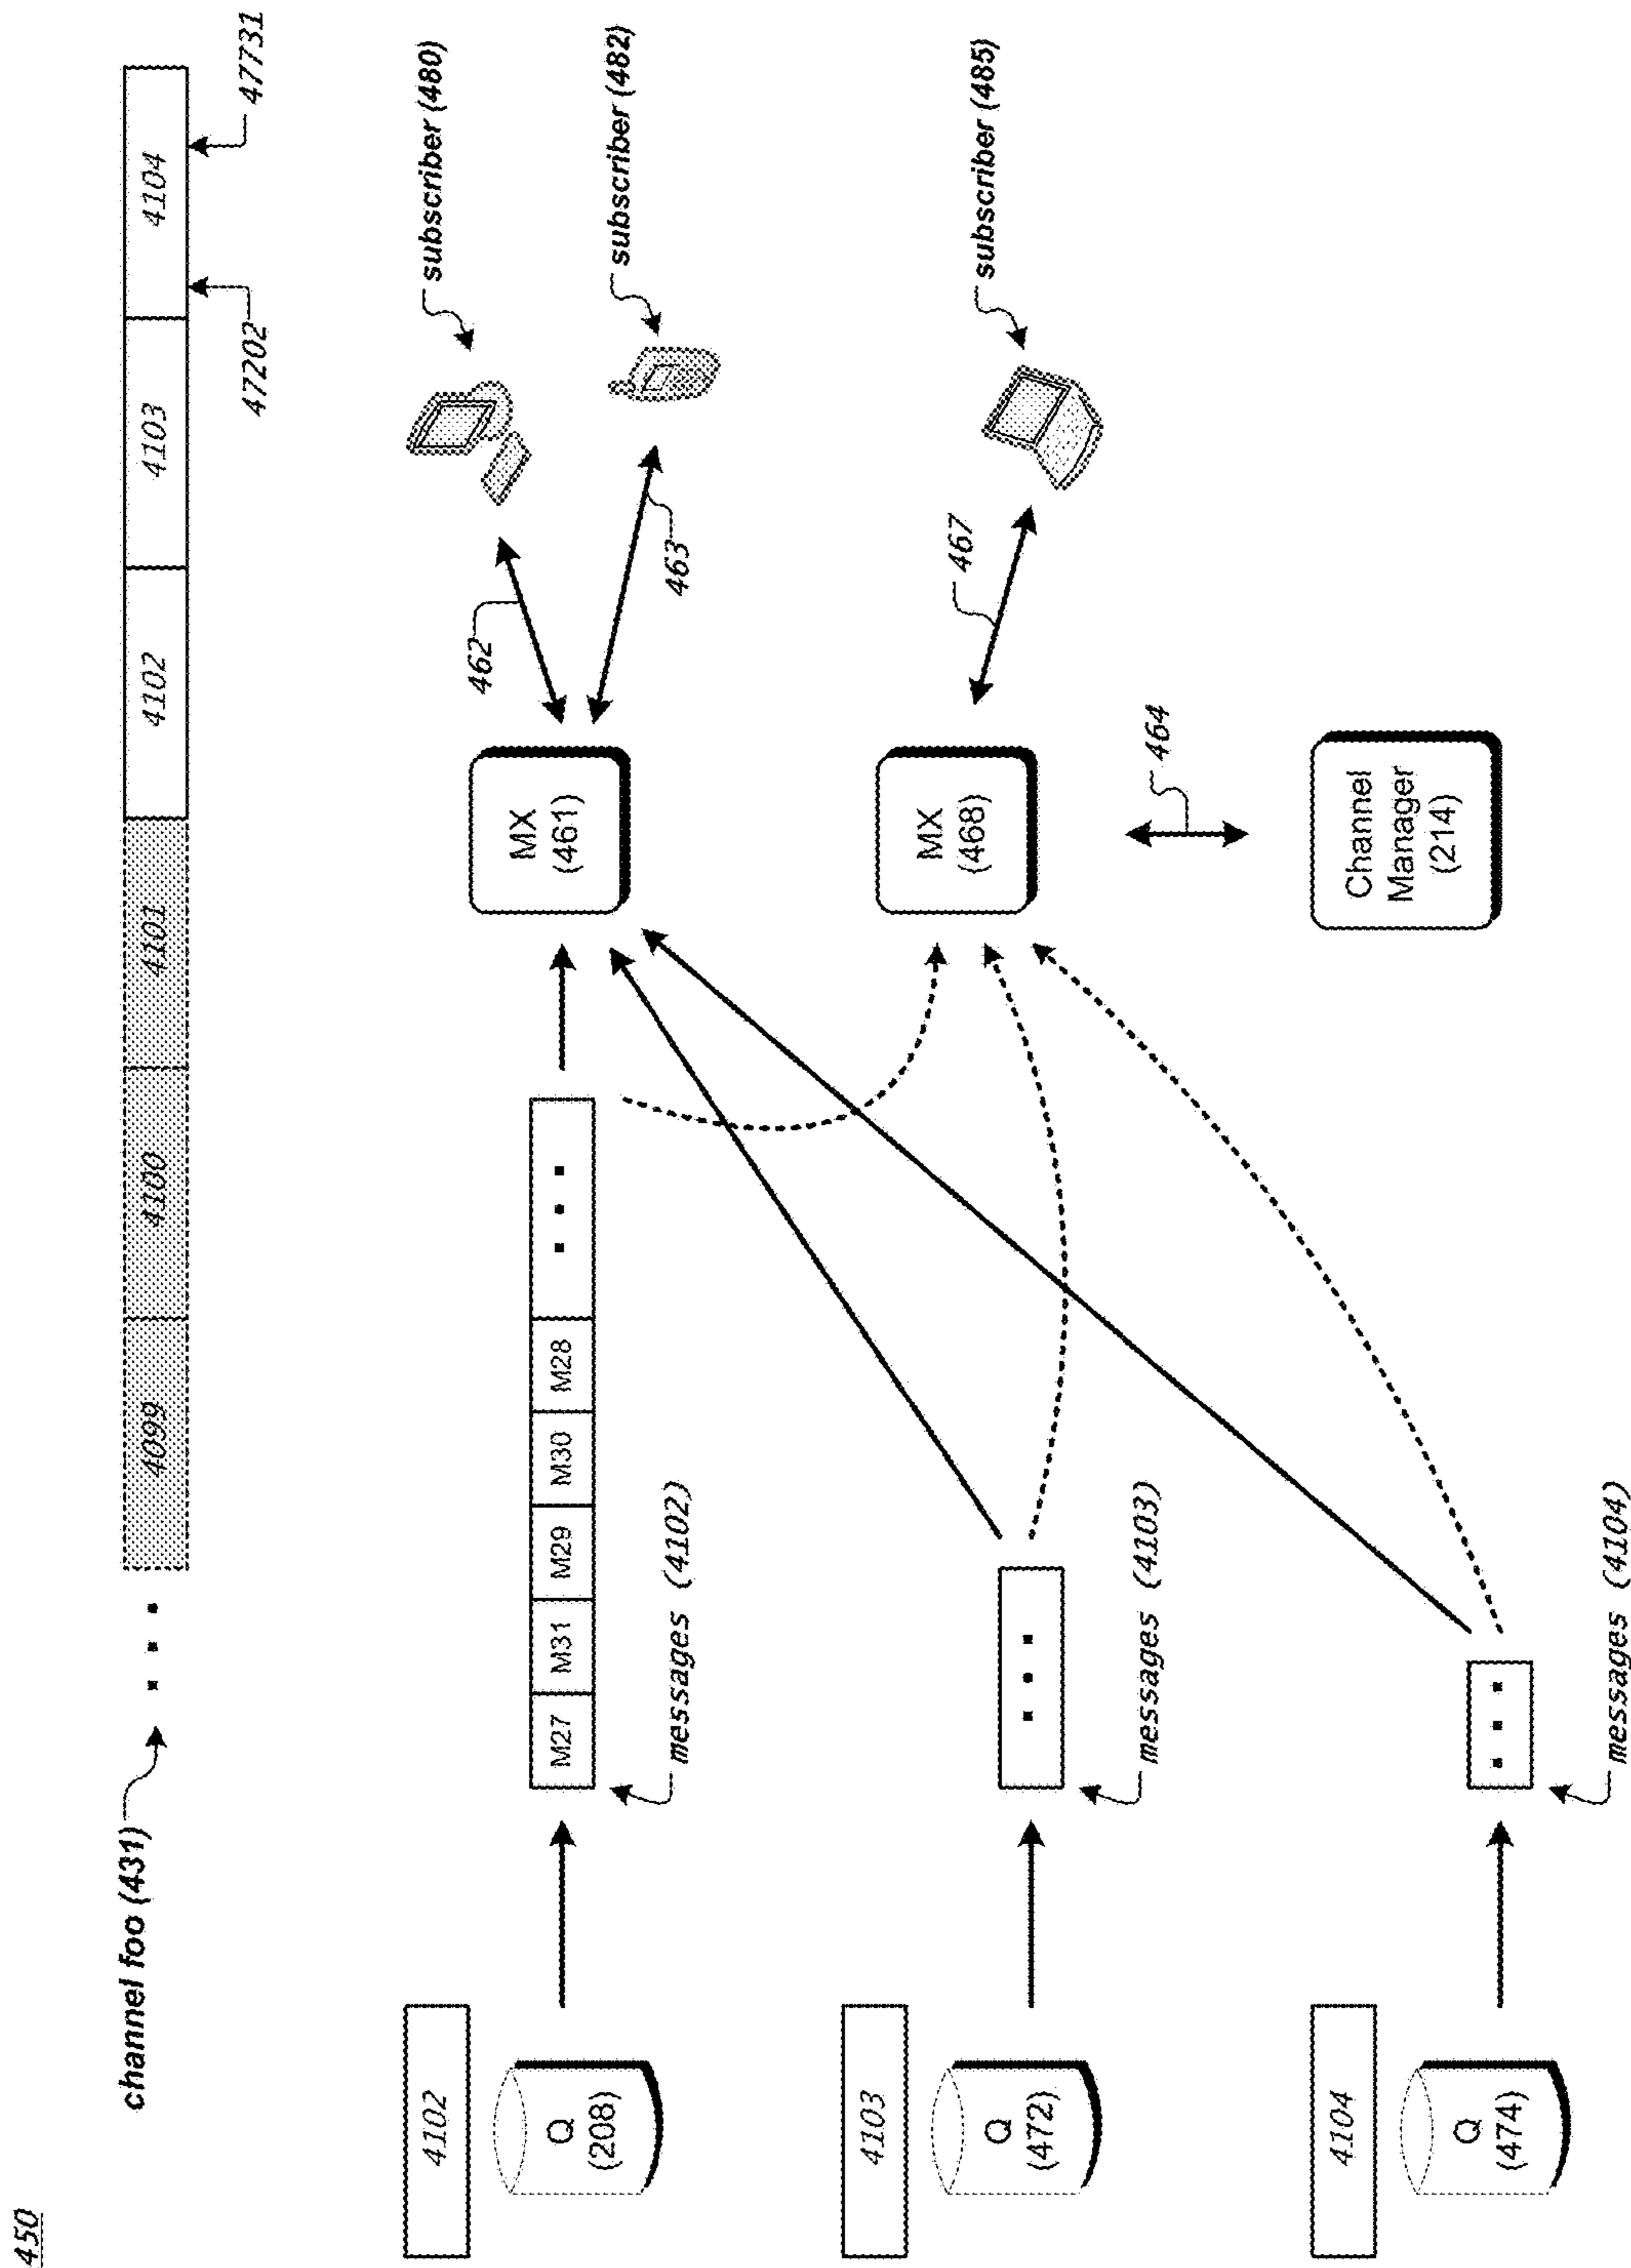 450
channel foo (431)
4099
4100
4101
4102
4103
4104
47202
47731
4102
Q
(208)
M27
M31
M29
M30
M28
messages (4102)
MX
(461)
462
463
subscriber (480)
subscriber (482)
4103
Q
(472)
messages (4103)
MX
(468)
467
subscriber (485)
464
4104
Q
(474)
messages (4104)
Channel
Manager
(214)